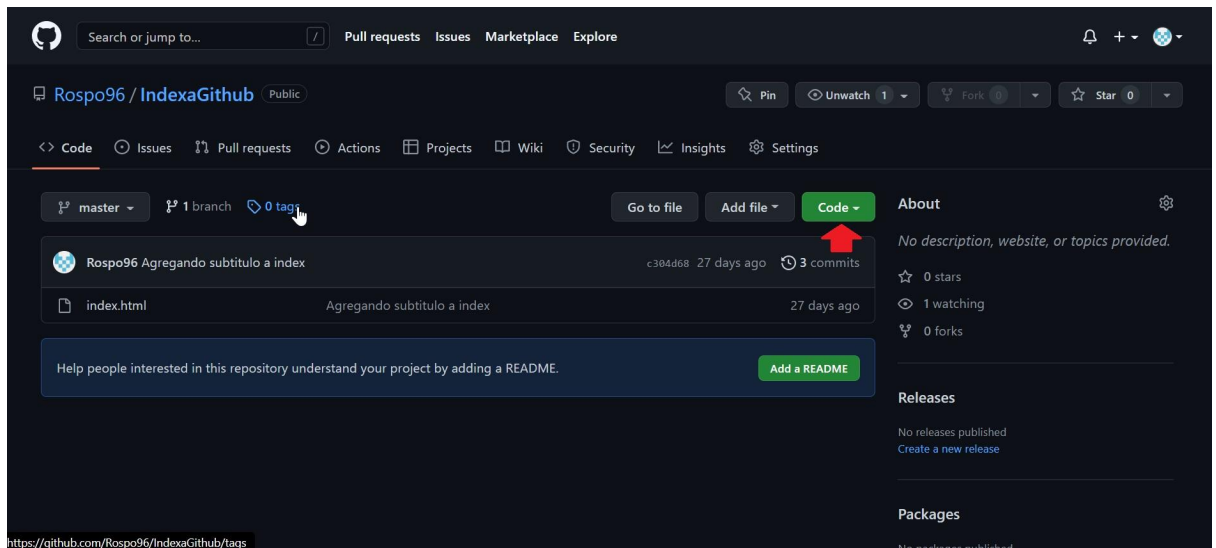 Search or jump to... / Pull requests Issues Marketplace Explore
Rospo96 / IndexaGithub Public Pin Unwatch 1 Fork 0 Star 0
<> Code Issues Pull requests Actions Projects Wiki Security Insights Settings
master 1 branch 0 tags Go to file Add file Code
Rospo96 Agregando subtitulo a index c304d68 27 days ago 3 commits
index.html Agregando subtitulo a index 27 days ago
Help people interested in this repository understand your project by adding a README. Add a README
About
No description, website, or topics provided.
0 stars
1 watching
0 forks
Releases
No releases published
Create a new release
Packages
No packages published
https://github.com/Rospo96/IndexaGithub/tags